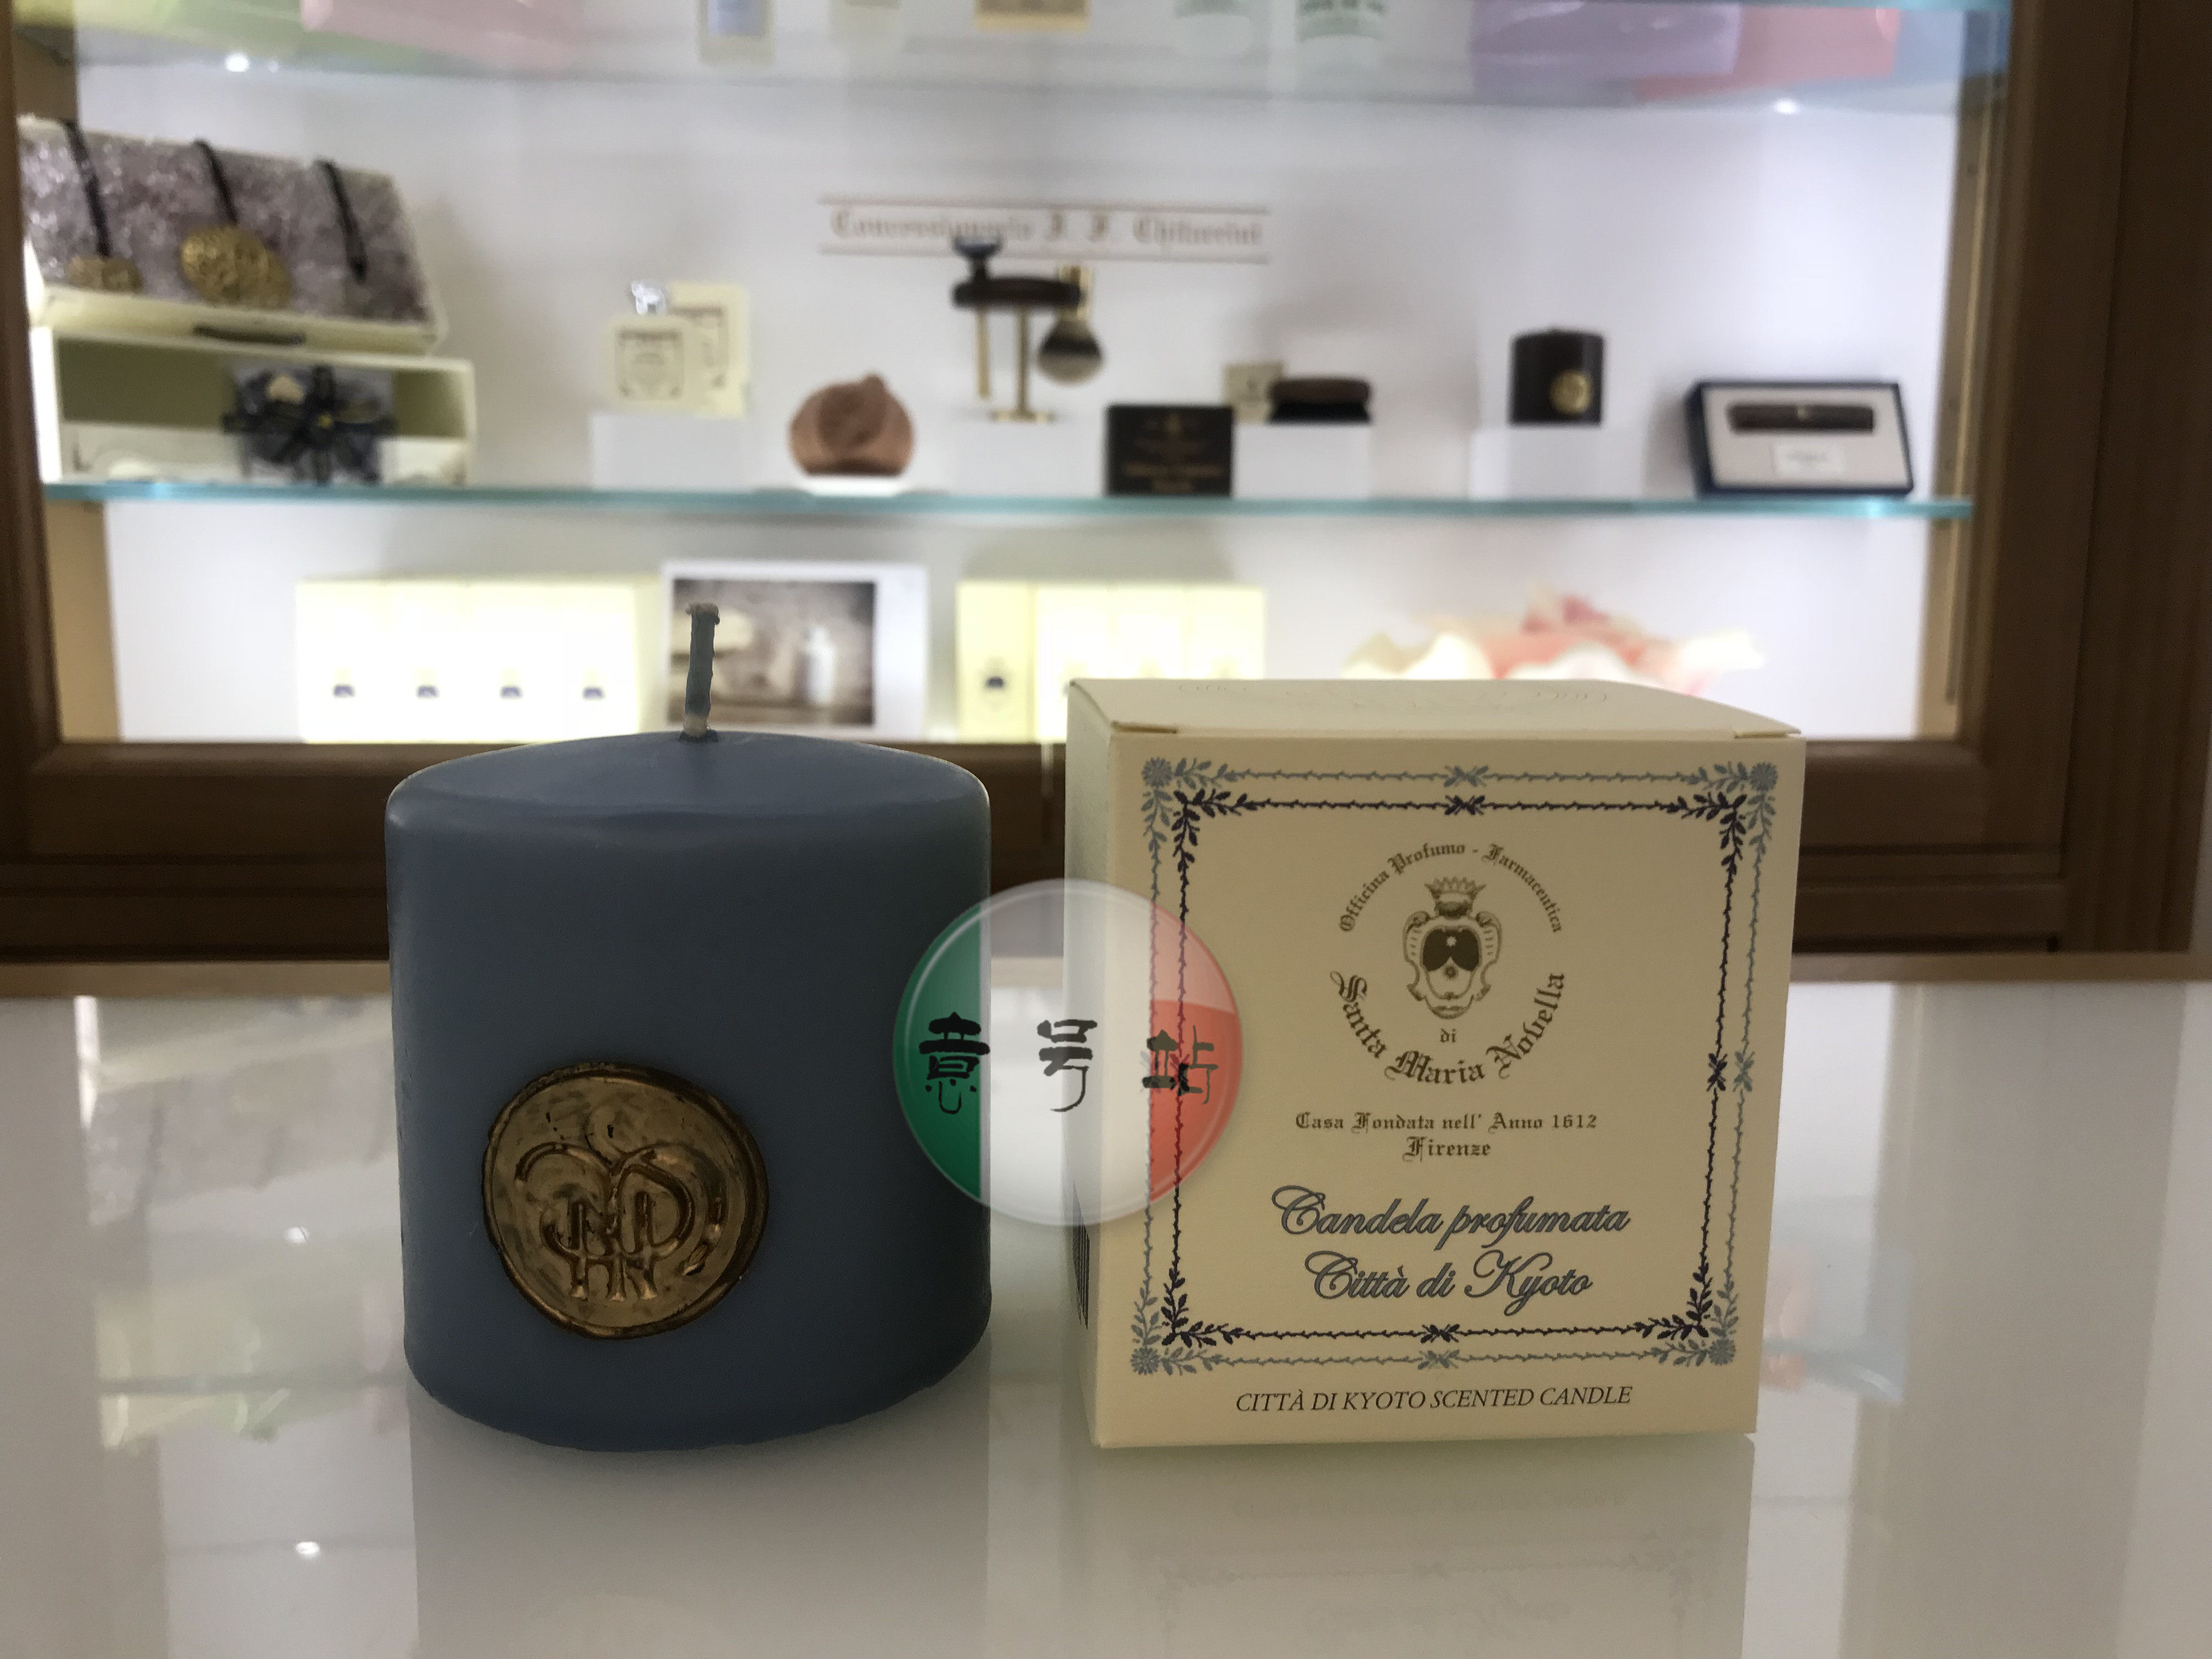 Officina Profumo - Farmaceutica
di
Santa Maria Novella
Casa Fondata nell' Anno 1612
Firenze
Candela profumata
Città di Kyoto
CITTÀ DI KYOTO SCENTED CANDLE
意号站